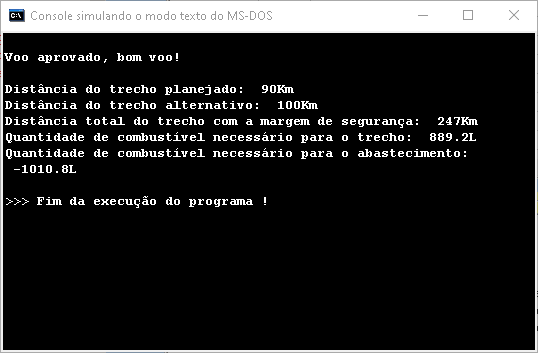 Console simulando o modo texto do MS-DOS
Voo aprovado, bom voo!
Distância do trecho planejado:  90Km
Distância do trecho alternativo:  100Km
Distância total do trecho com a margem de segurança:  247Km
Quantidade de combustível necessário para o trecho:  889.2L
Quantidade de combustível necessário para o abastecimento:
 -1010.8L
>>> Fim da execução do programa !